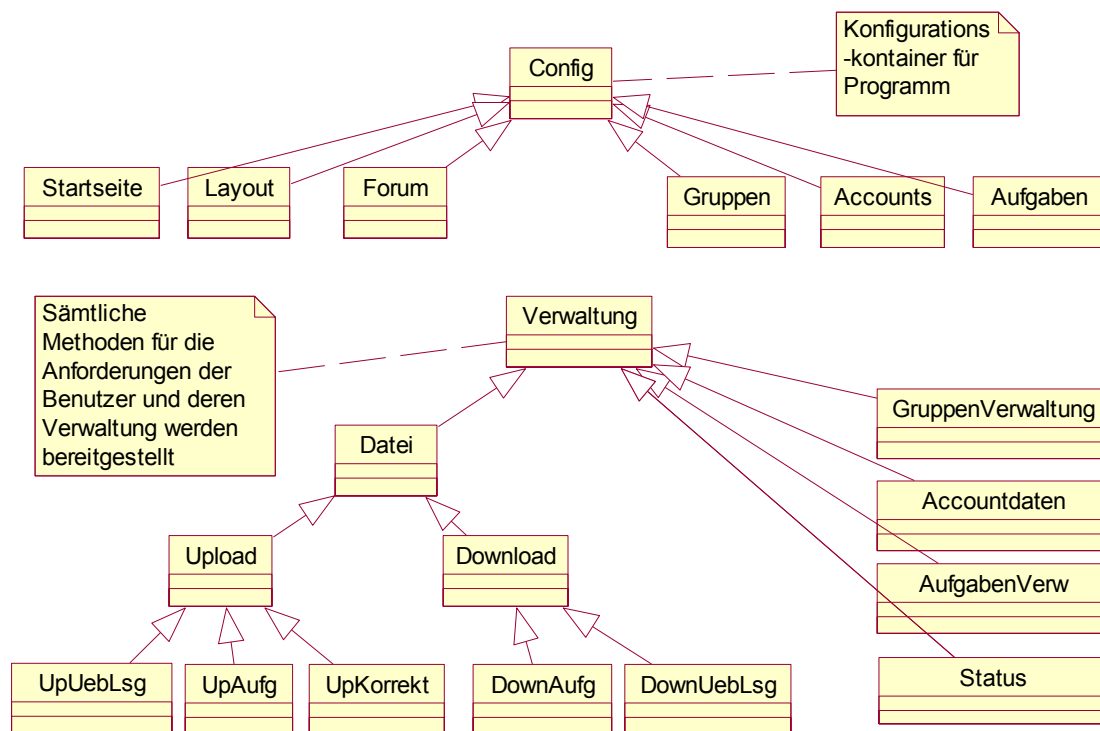 Konfigurations
-kontainer für
Programm
Config
Startseite
Layout
Forum
Gruppen
Accounts
Aufgaben
Sämtliche
Methoden für die
Anforderungen der
Benutzer und deren
Verwaltung werden
bereitgestellt
Verwaltung
GruppenVerwaltung
Datei
Accountdaten
Upload
Download
AufgabenVerw
UpUebLsg
UpAufg
UpKorrekt
DownAufg
DownUebLsg
Status